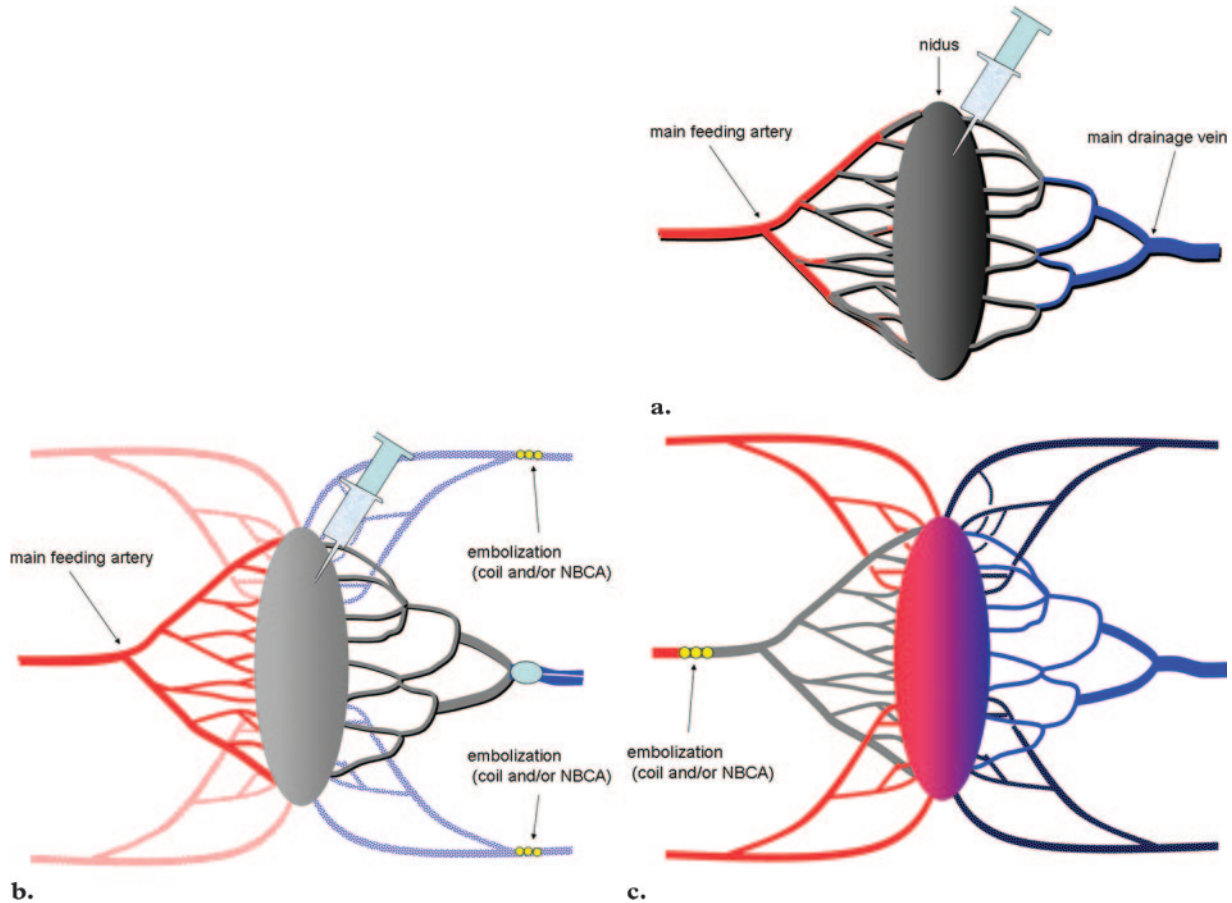 nidus
main feeding artery
main drainage vein
a.
main feeding artery
embolization
(coil and/or NBCA)
embolization
(coil and/or NBCA)
b.
embolization
(coil and/or NBCA)
c.